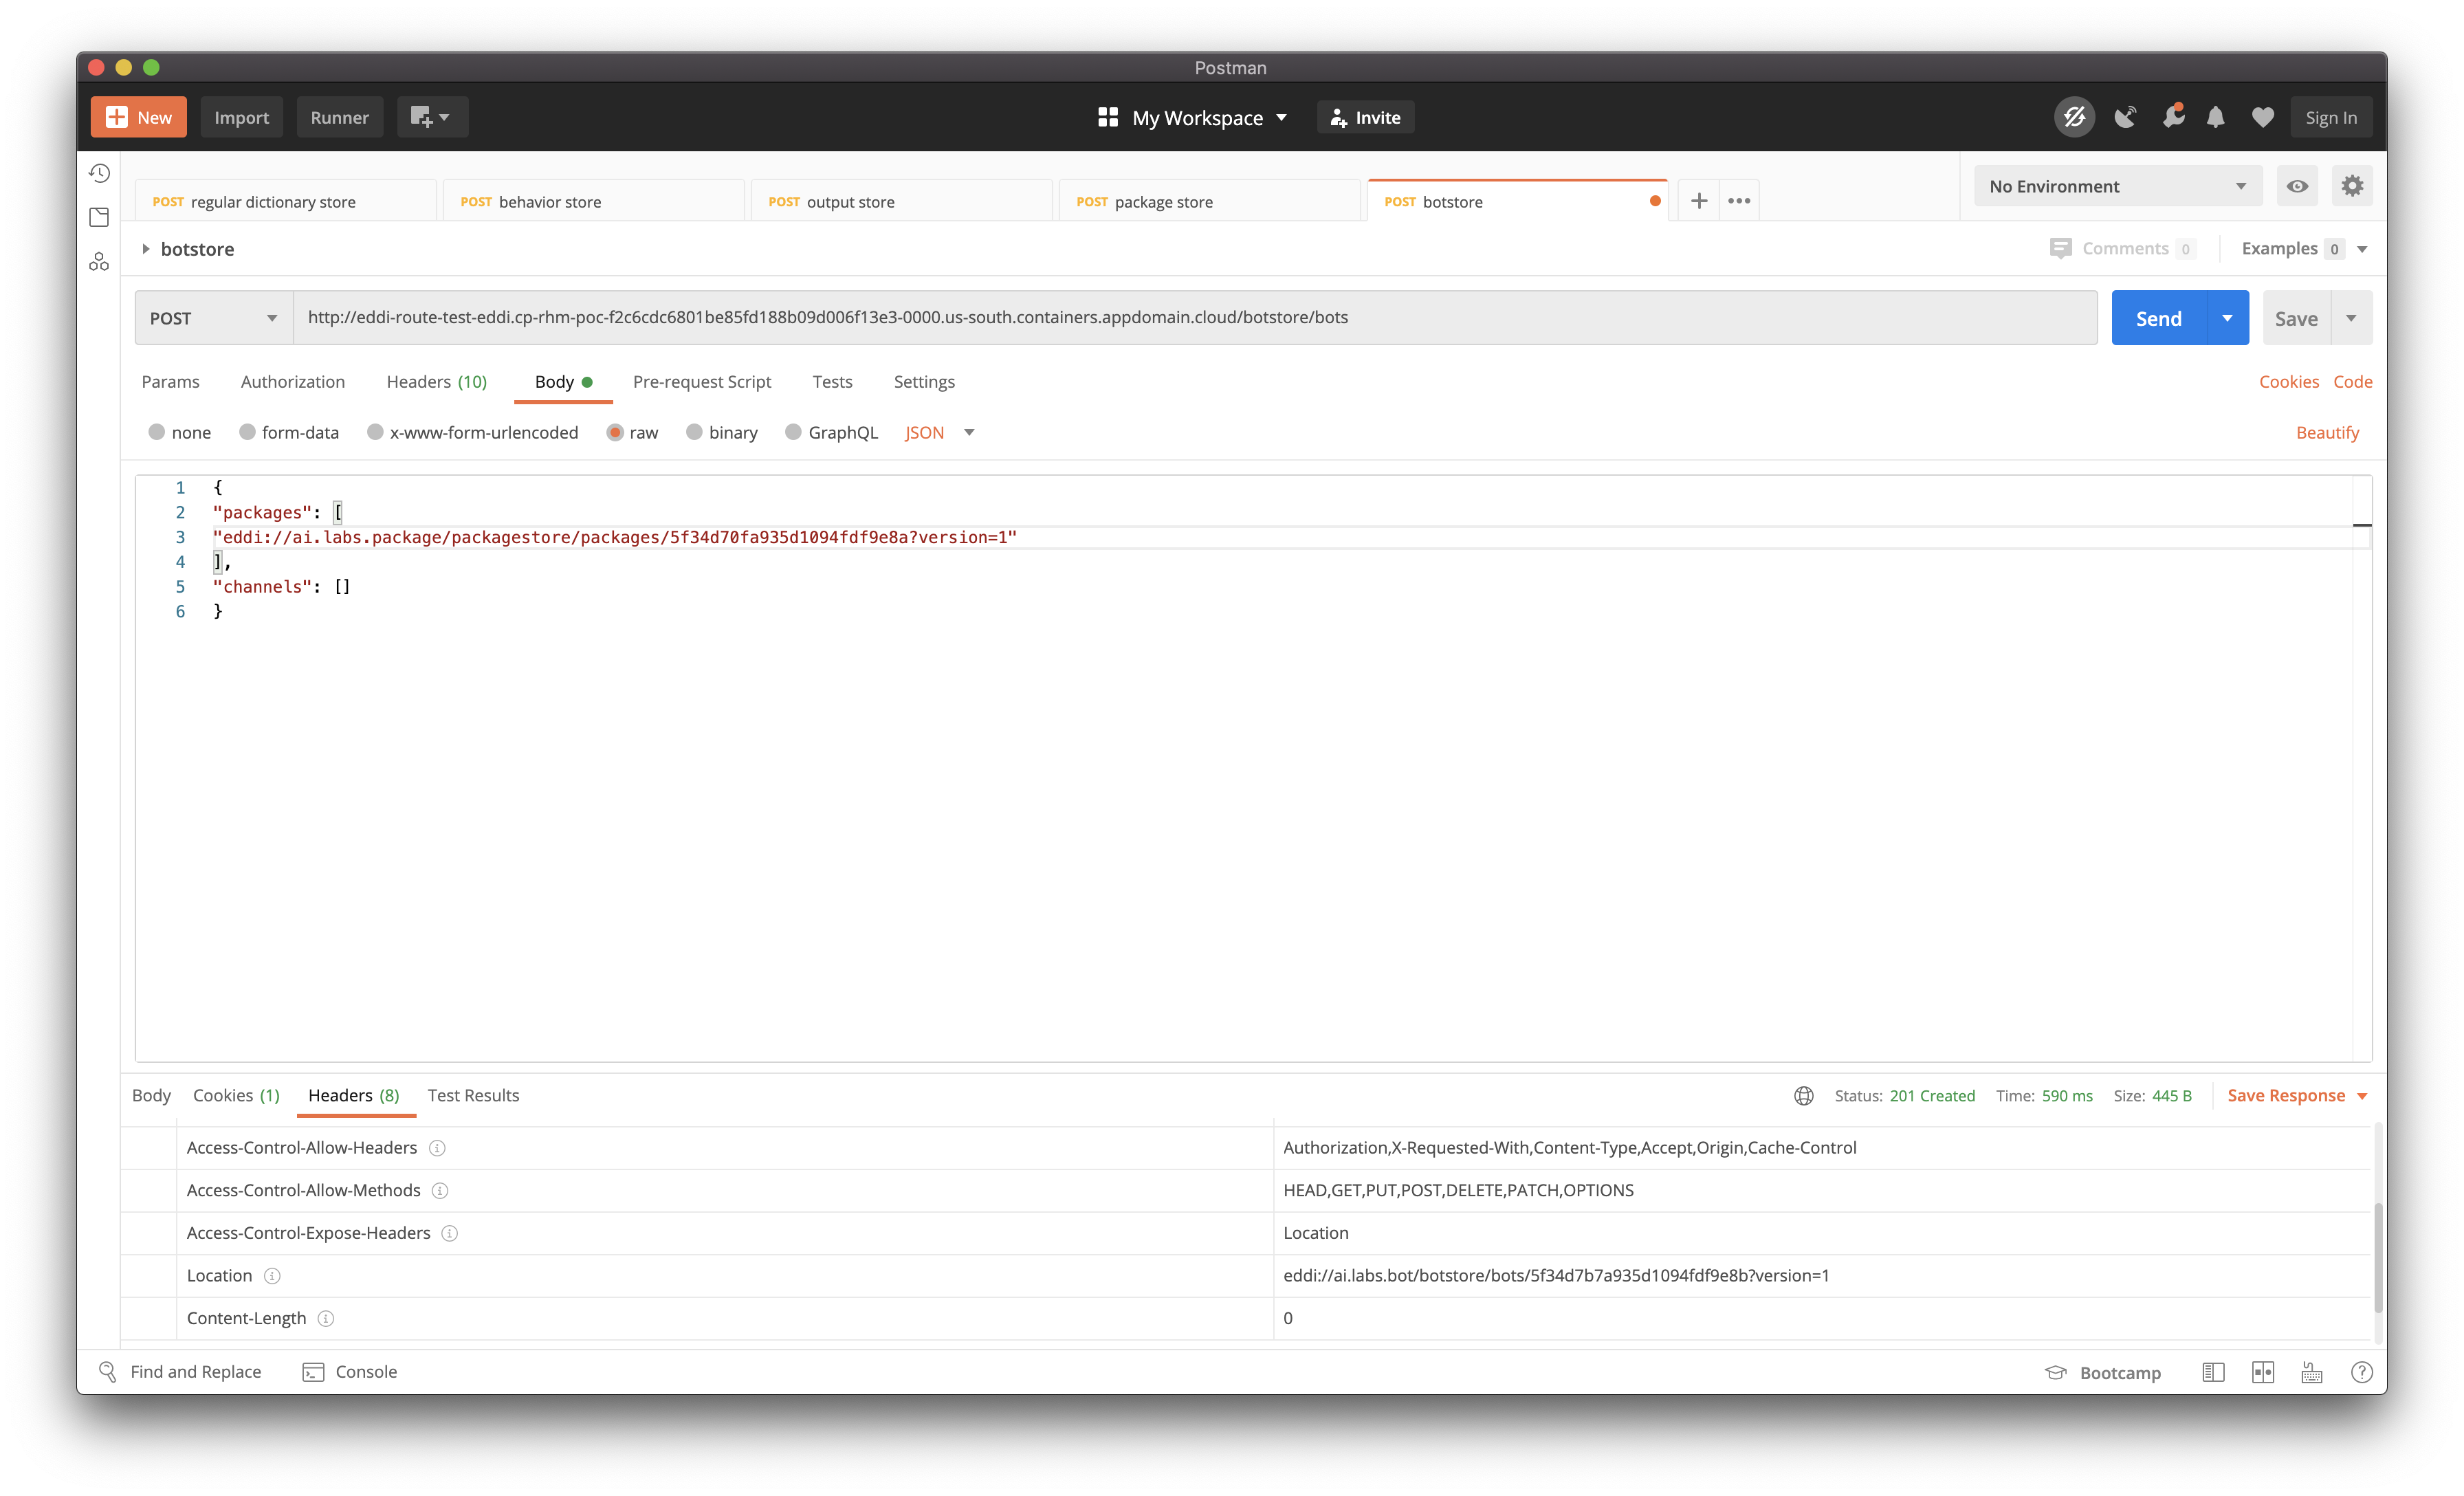 Postman
New Import Runner My Workspace Invite Sign In
POST regular dictionary store POST behavior store POST output store POST package store POST botstore No Environment
botstore Comments 0 Examples 0
POST http://eddi-route-test-eddi.cp-rhm-poc-f2c6cdc6801be85fd188b09d006f13e3-0000.us-south.containers.appdomain.cloud/botstore/bots Send Save
Params Authorization Headers (10) Body Pre-request Script Tests Settings Cookies Code
none form-data x-www-form-urlencoded raw binary GraphQL JSON Beautify
1 {
2 "packages": [
3 "eddi://ai.labs.package/packagestore/packages/5f34d70fa935d1094fdf9e8a?version=1"
4 ],
5 "channels": []
6 }
Body Cookies (1) Headers (8) Test Results Status: 201 Created Time: 590 ms Size: 445 B Save Response
Access-Control-Allow-Headers Authorization,X-Requested-With,Content-Type,Accept,Origin,Cache-Control
Access-Control-Allow-Methods HEAD,GET,PUT,POST,DELETE,PATCH,OPTIONS
Access-Control-Expose-Headers Location
Location eddi://ai.labs.bot/botstore/bots/5f34d7b7a935d1094fdf9e8b?version=1
Content-Length 0
Find and Replace Console Bootcamp